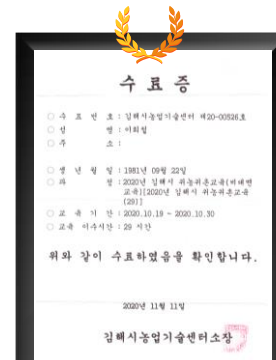 수 료 증
○ 수 료 번 호 : 김해시농업기술센터 제20-00526호
○ 성 명 : 이희철
○ 주 소 :
○ 생 년 월 일 : 1981년 09월 22일
○ 과 정 : 2020년 김해시 귀농귀촌교육(비대면
교육)[2020년 김해시 귀농귀촌교육
(29)]
○ 교 육 기 간 : 2020.10.19 ~ 2020.10.30
○ 교육 이수시간 : 29 시간
위와 같이 수료하였음을 확인합니다.
2020년 11월 11일
김해시농업기술센터소장